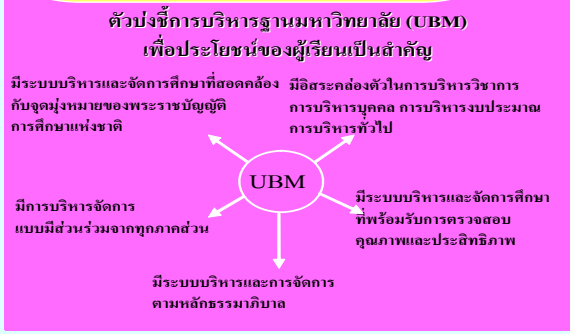 ตัวบ่งชี้การบริหารฐานมหาวิทยาลัย (UBM)
เพื่อประโยชน์ของผู้เรียนเป็นสำคัญ
มีระบบบริหารและจัดการศึกษาที่สอดคล้อง
กับจุดมุ่งหมายของพระราชบัญญัติ
การศึกษาแห่งชาติ
มีอิสระคล่องตัวในการบริหารวิชาการ
การบริหารบุคคล การบริหารงบประมาณ
การบริหารทั่วไป
UBM
มีการบริหารจัดการ
แบบมีส่วนร่วมจากทุกภาคส่วน
มีระบบบริหารและจัดการศึกษา
ที่พร้อมรับการตรวจสอบ
คุณภาพและประสิทธิภาพ
มีระบบบริหารและการจัดการ
ตามหลักธรรมาภิบาล